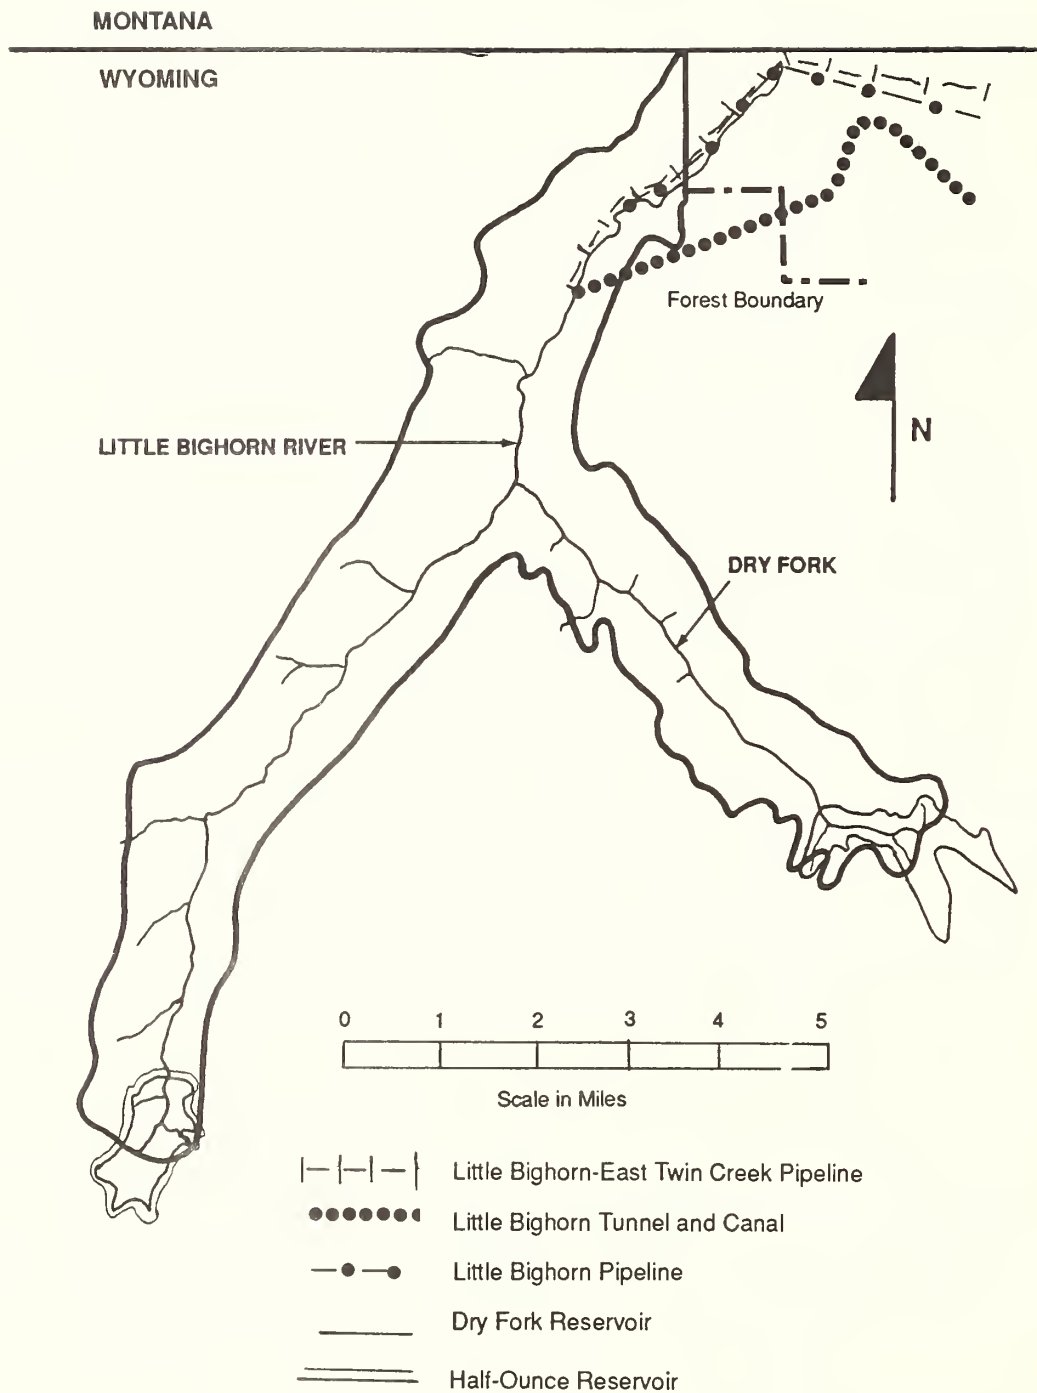 MONTANA
WYOMING
Forest Boundary
N
LITTLE BIGHORN RIVER
DRY FORK
0 1 2 3 4 5
Scale in Miles
Little Bighorn-East Twin Creek Pipeline
Little Bighorn Tunnel and Canal
Little Bighorn Pipeline
Dry Fork Reservoir
Half-Ounce Reservoir